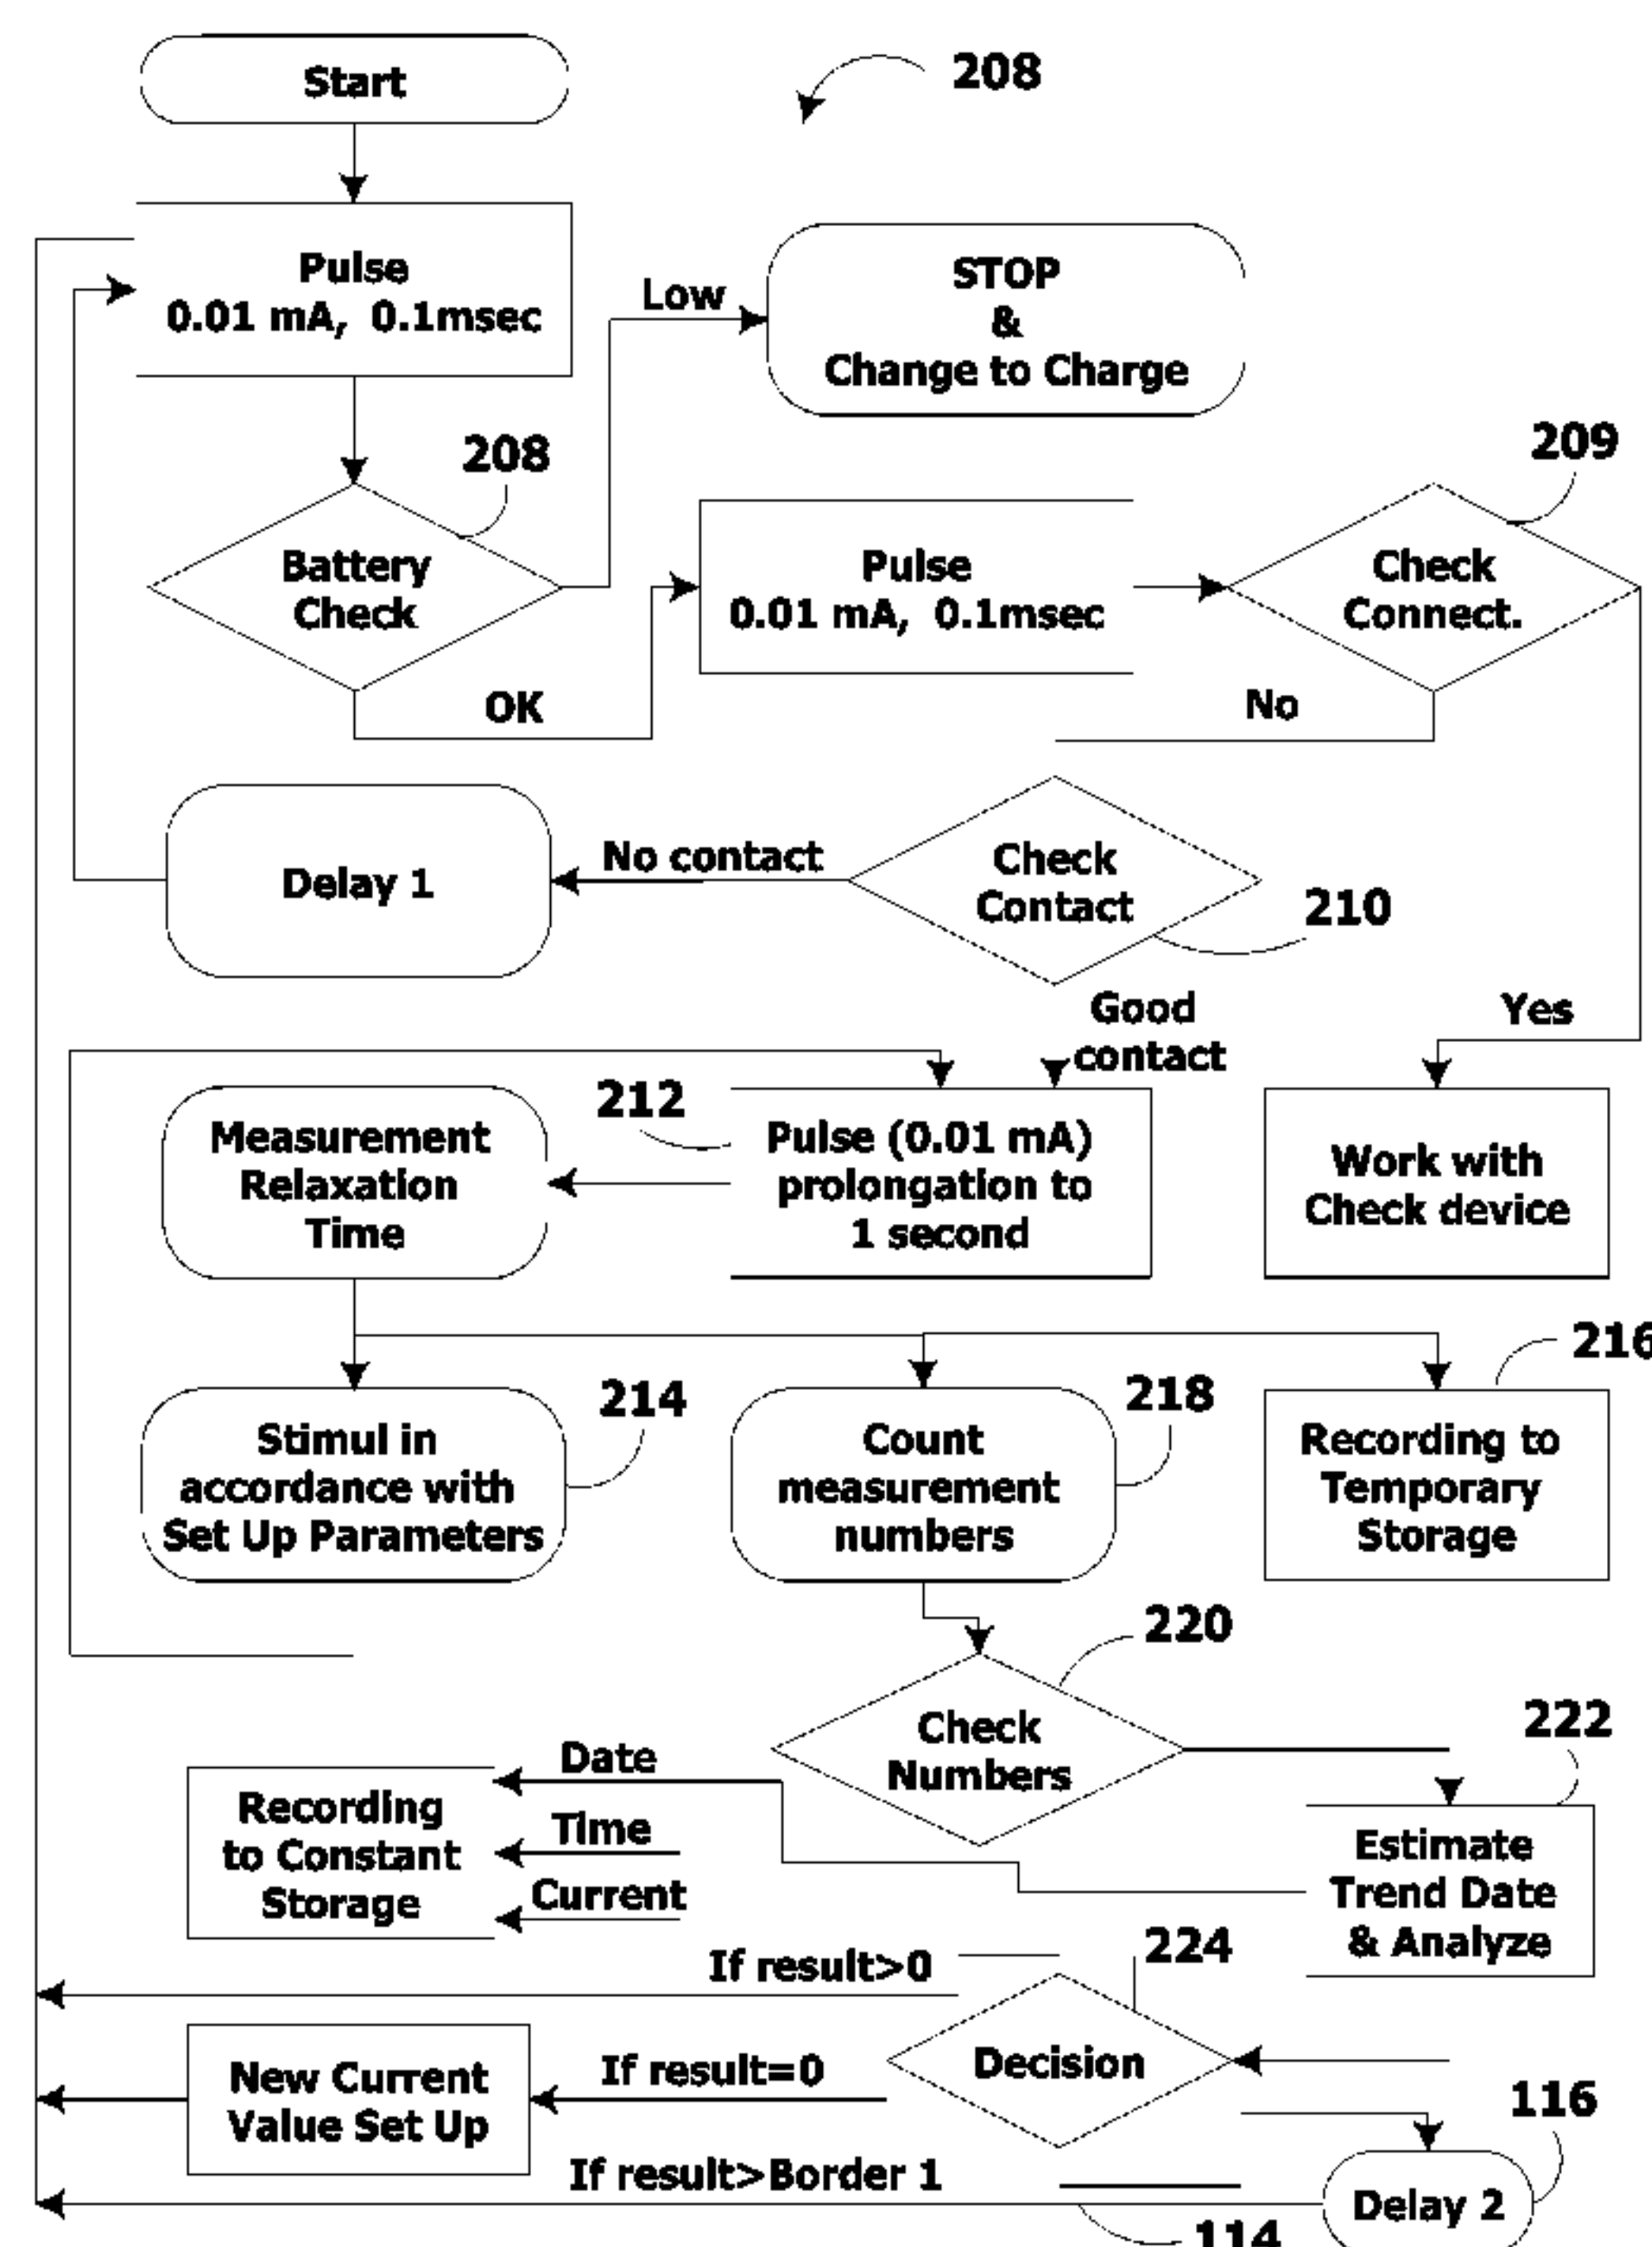 Start
208
Pulse
0.01 mA, 0.1msec
Low
STOP
&
Change to Charge
208
209
Battery
Check
Pulse
0.01 mA, 0.1msec
Check
Connect.
OK
No
Delay 1
No contact
Check
Contact
210
Good
contact
Yes
212
Measurement
Relaxation
Time
Pulse (0.01 mA)
prolongation to
1 second
Work with
Check device
216
214
218
Stimul in
accordance with
Set Up Parameters
Count
measurement
numbers
Recording to
Temporary
Storage
220
222
Check
Numbers
Date
Time
Current
Recording
to Constant
Storage
Estimate
Trend Date
& Analyze
224
If result>0
Decision
If result=0
New Current
Value Set Up
116
If result>Border 1
Delay 2
114